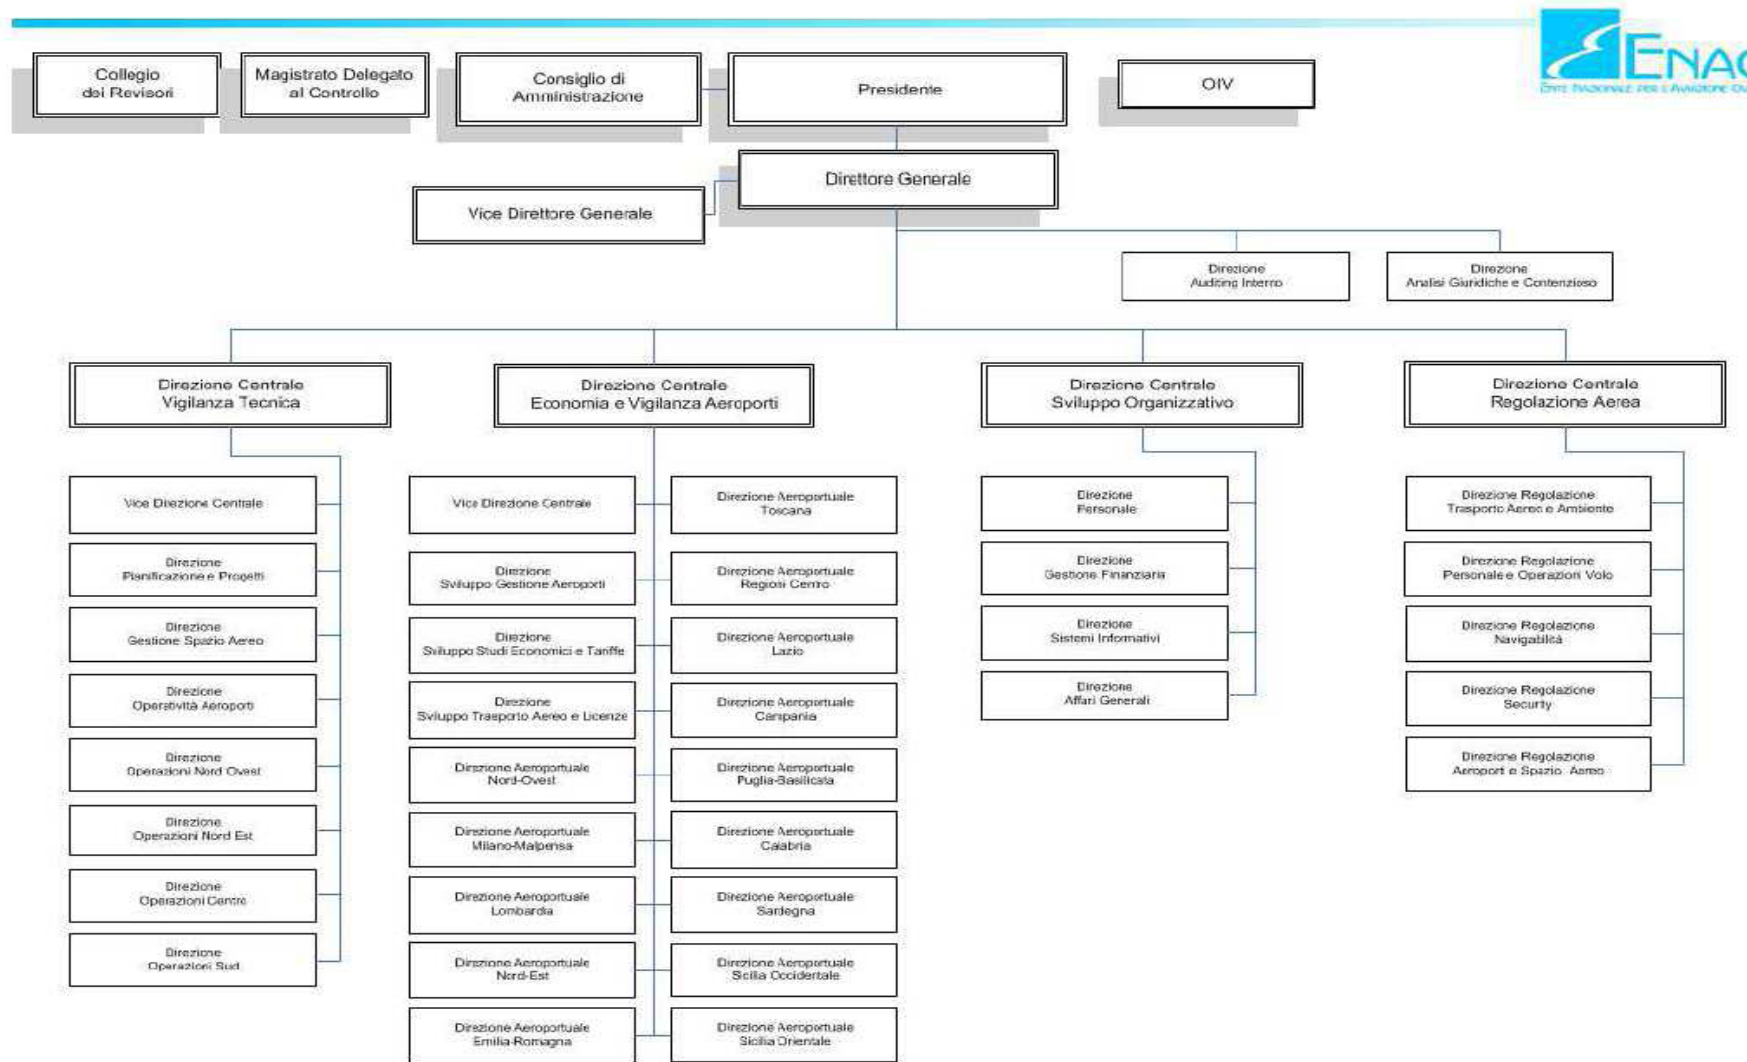 Collegio
dei Revisori
Magistrato Delegato
al Controllo
Consiglio di
Amministrazione
Presidente
OIV
ENAC
ENTE NAZIONALE PER L'AVIAZIONE
Direttore Generale
Vice Direttore Generale
Direzione
Auditing Interno
Direzione
Analisi Giuridiche e Contenzioso
Direzione Centrale
Vigilanza Tecnica
Direzione Centrale
Economia e Vigilanza Aeroporti
Direzione Centrale
Sviluppo Organizzativo
Direzione Centrale
Regolazione Aerea
Vice Direzione Centrale
Direzione
Pianificazione e Progetti
Direzione
Gestione Spazio Aereo
Direzione
Operatività Aeroporti
Direzione
Operazioni Nord Ovest
Direzione
Operazioni Nord Est
Direzione
Operazioni Centro
Direzione
Operazioni Sud
Vice Direzione Centrale
Direzione
Sviluppo Gestione Aeroporti
Direzione
Sviluppo Studi Economici e Tariffe
Direzione
Sviluppo Trasporto Aereo e Licenze
Direzione Aeroportuale
Nord-Ovest
Direzione Aeroportuale
Milano-Malpensa
Direzione Aeroportuale
Lombardia
Direzione Aeroportuale
Nord-Est
Direzione Aeroportuale
Emilia-Romagna
Direzione Aeroportuale
Toscana
Direzione Aeroportuale
Regioni Centro
Direzione Aeroportuale
Lazio
Direzione Aeroportuale
Campania
Direzione Aeroportuale
Puglia-Basilicata
Direzione Aeroportuale
Calabria
Direzione Aeroportuale
Sardegna
Direzione Aeroportuale
Sicilia Occidentale
Direzione Aeroportuale
Sicilia Orientale
Direzione
Personale
Direzione
Gestione Finanziaria
Direzione
Sistemi Informativi
Direzione
Affari Generali
Direzione Regolazione
Trasporto Aereo e Ambiente
Direzione Regolazione
Personale e Operazioni Volo
Direzione Regolazione
Navigabilità
Direzione Regolazione
Security
Direzione Regolazione
Aeroporti e Spazio Aereo